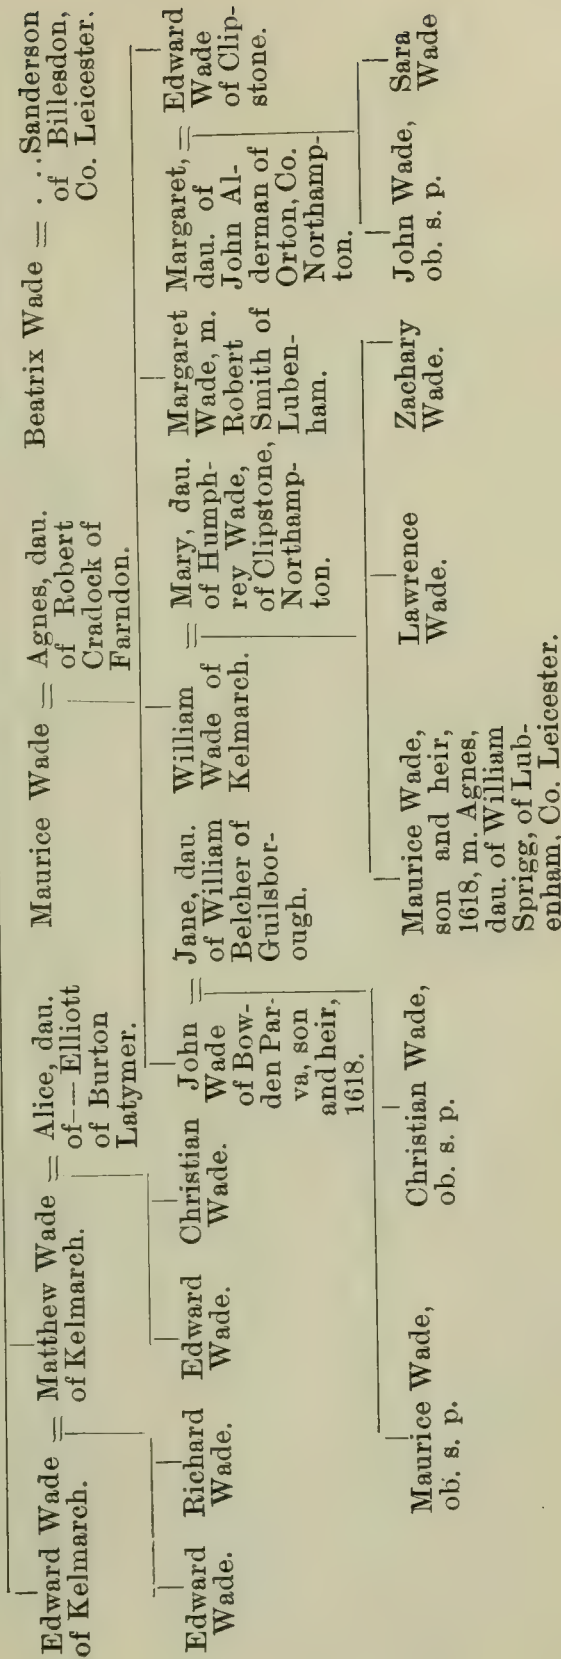 Edward Wade =
of Kelmarch.
Matthew Wade =
of Kelmarch.
Alice, dau.
of — Elliott
of Burton
Latymer.
Maurice Wade =
Agnes, dau.
of Robert
Cradock of
Farndon.
Beatrix Wade =
. . .Sanderson
of Billesdon,
Co. Leicester.
Edward
Wade.
Richard
Wade.
Edward
Wade.
Christian
Wade.
John =
Wade
of Bow-
den Par-
va, son
and heir,
1618.
Jane, dau.
of William
Belcher of
Guilsbor-
ough.
William =
Wade of
Kelmarch.
Mary, dau.
of Humph-
rey Wade,
of Clipstone,
Northamp-
ton.
Margaret
Wade, m.
Robert
Smith of
Luben-
ham.
Margaret, =
dau. of
John Al-
derman of
Orton, Co.
Northamp-
ton.
Edward
Wade
of Clip-
stone.
Maurice Wade,
ob. s. p.
Christian Wade,
ob. s. p.
Maurice Wade,
son and heir,
1618, m. Agnes,
dau. of William
Sprigg, of Lub-
enham, Co. Leicester.
Lawrence
Wade.
Zachary
Wade.
John Wade,
ob. s. p.
Sara
Wade